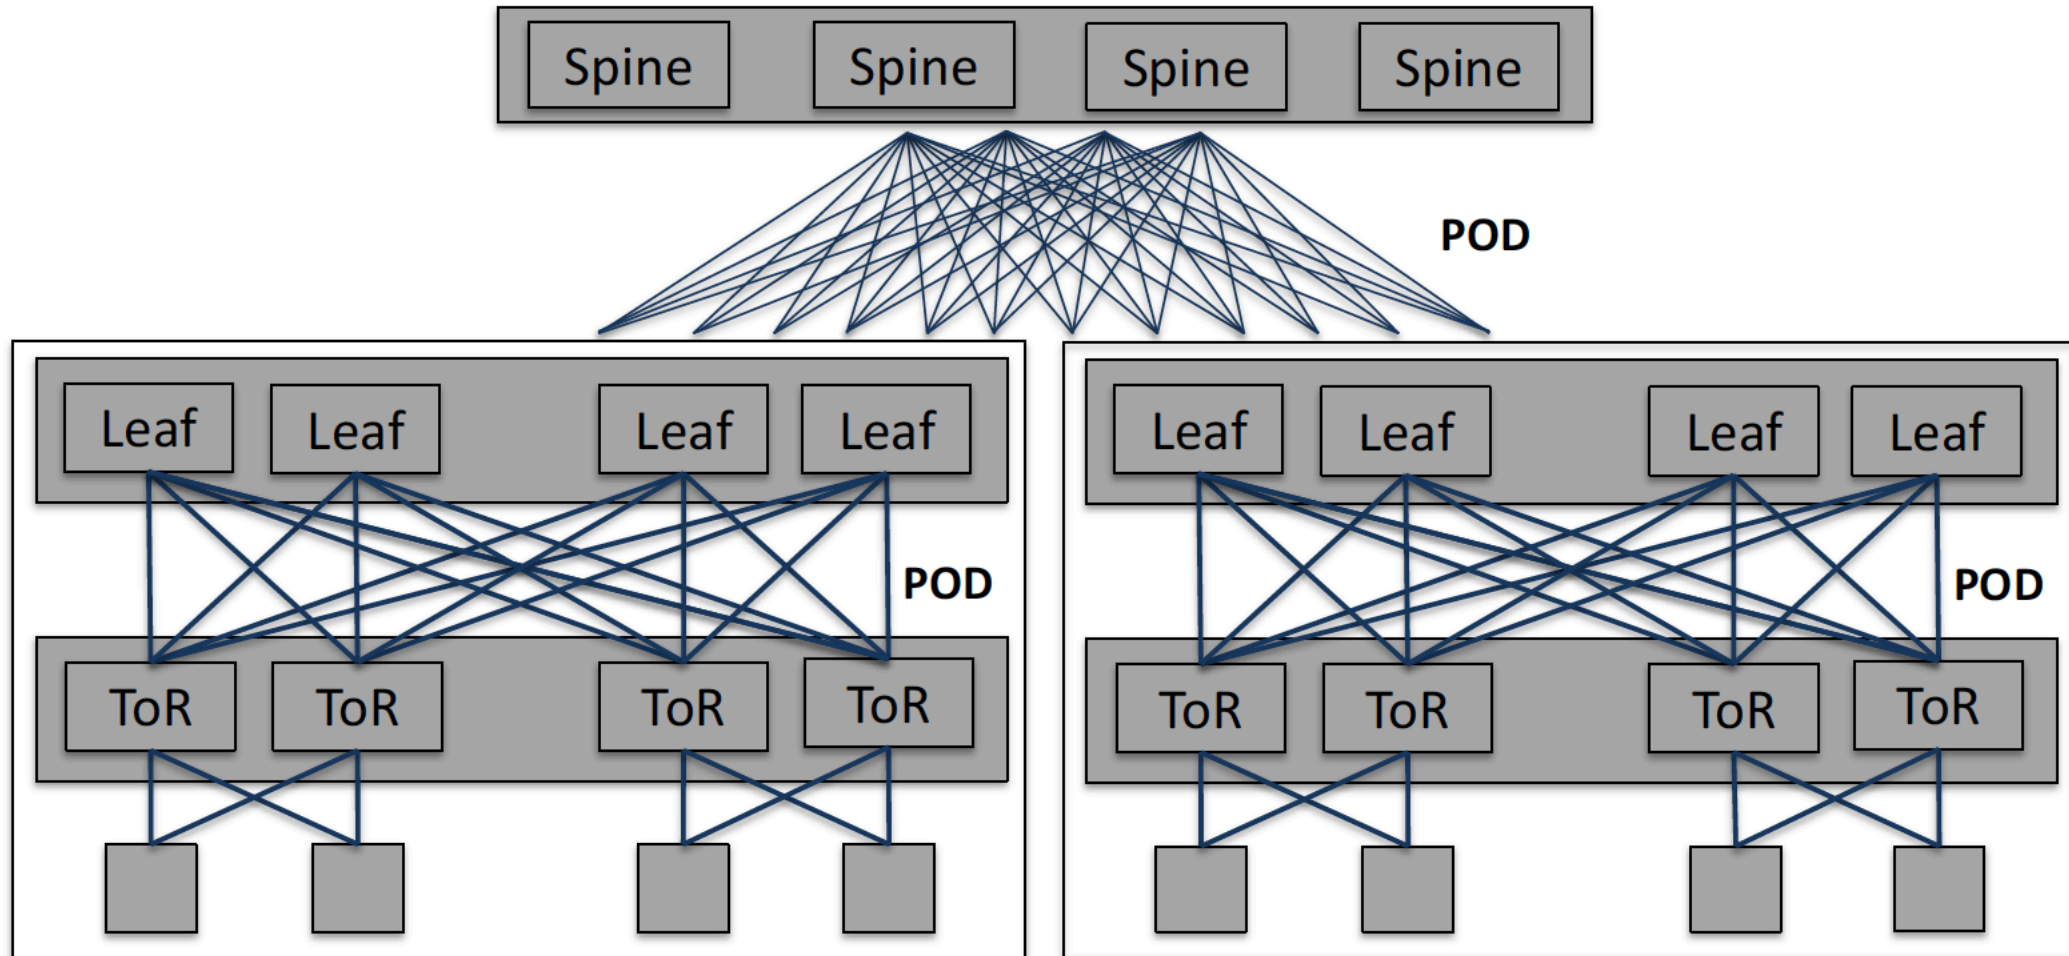 Spine Spine Spine Spine
POD
Leaf Leaf Leaf Leaf Leaf Leaf Leaf Leaf
POD POD
ToR ToR ToR ToR ToR ToR ToR ToR